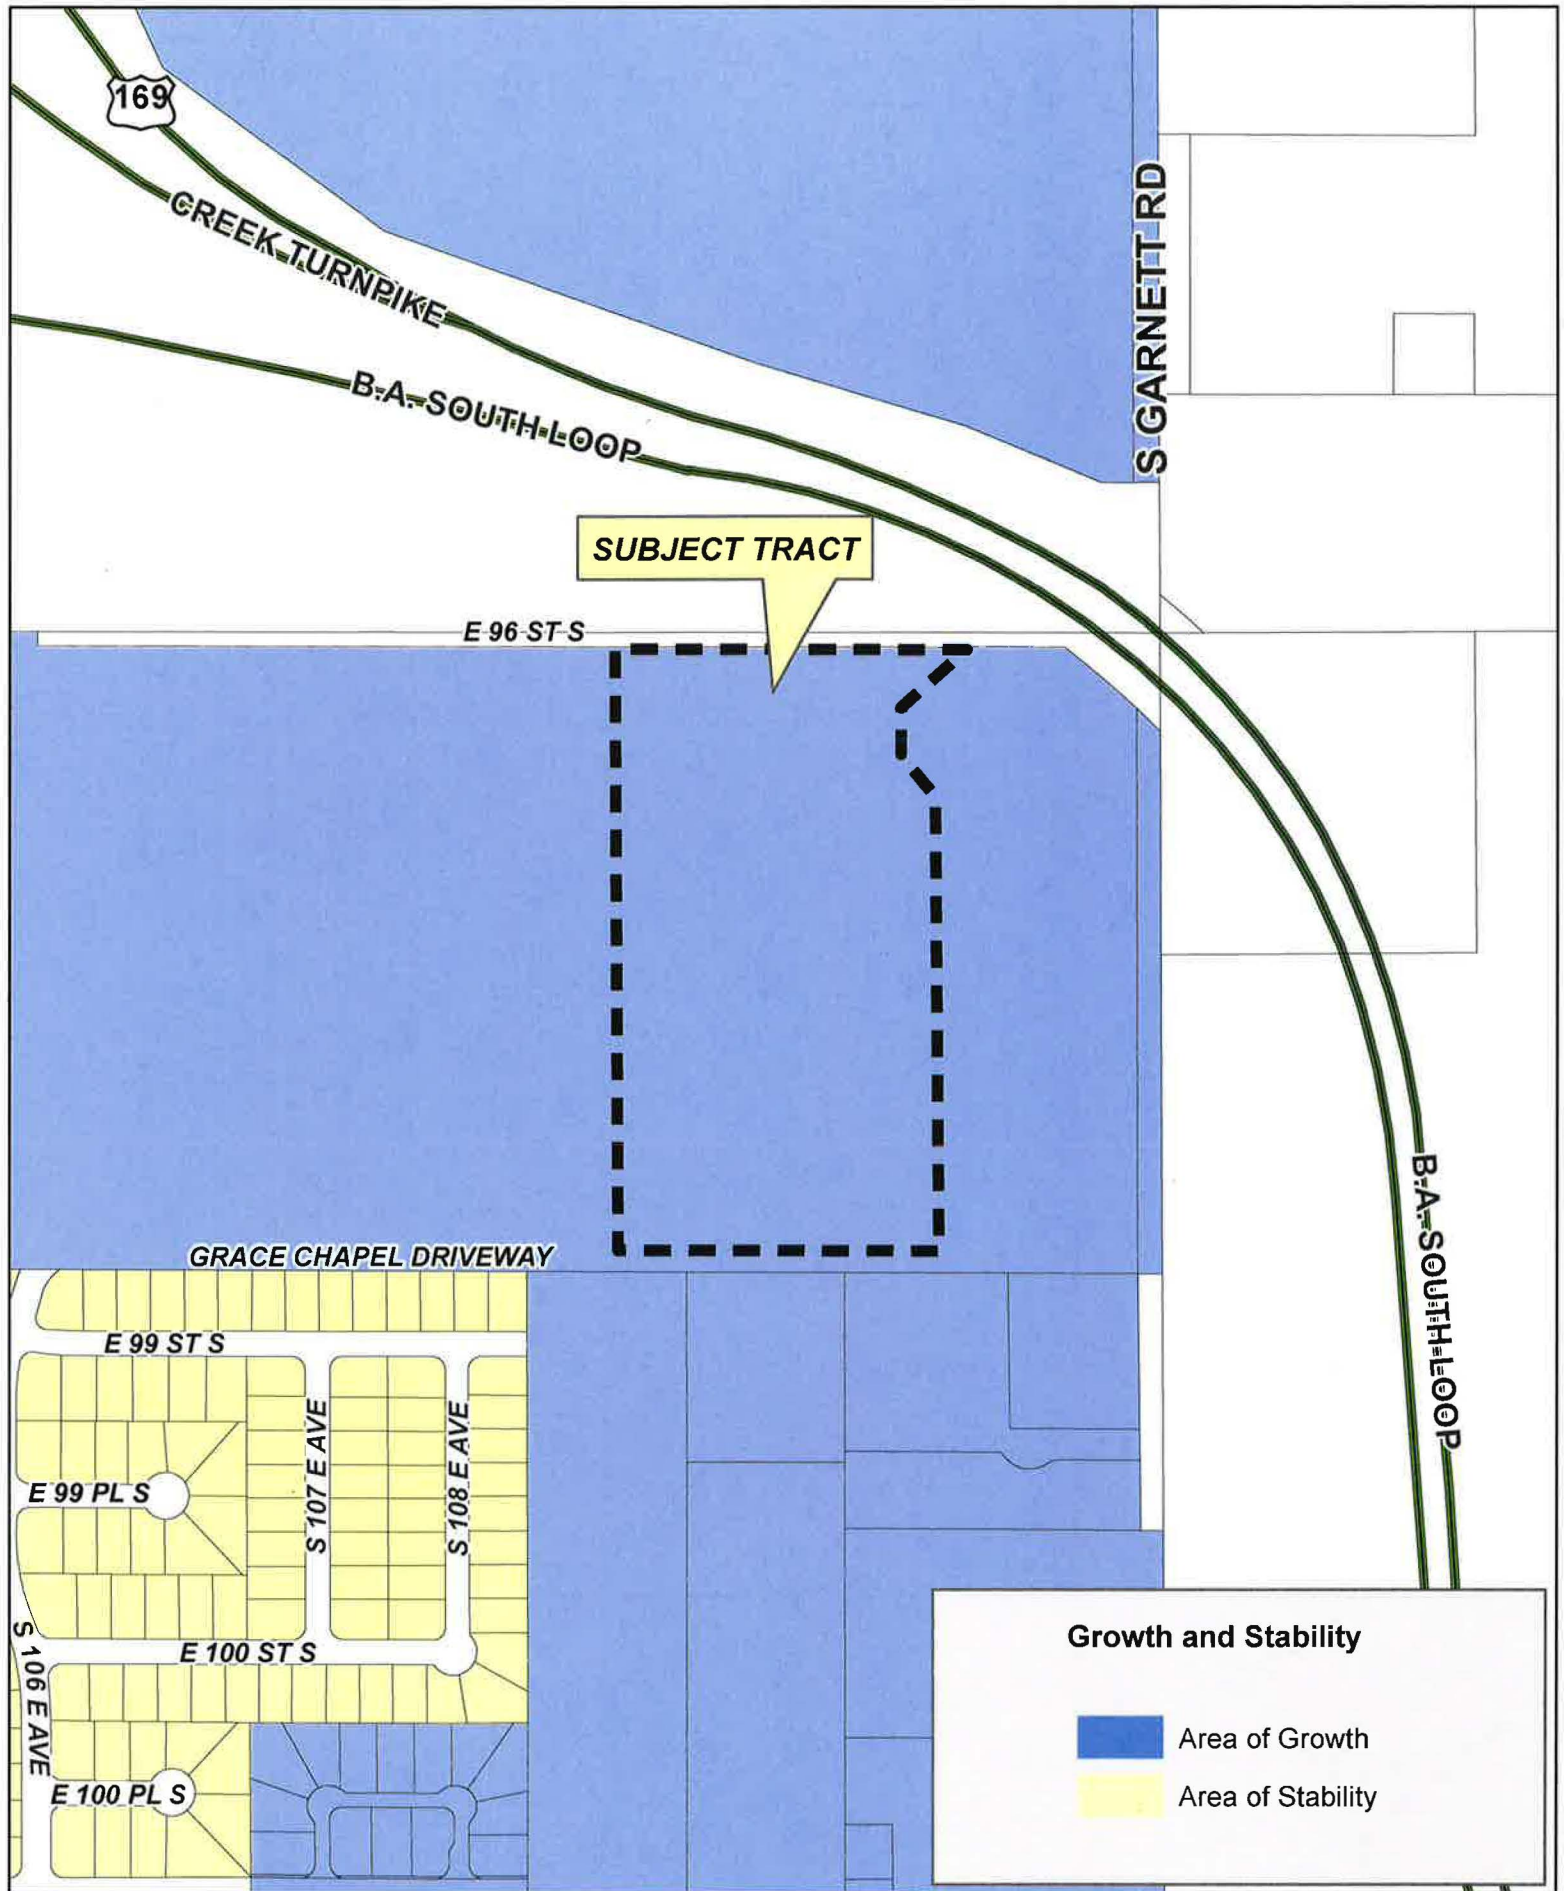 169
CREEK TURNPIKE
S GARNETT RD
B.A. SOUTH LOOP
SUBJECT TRACT
E 96 ST S
GRACE CHAPEL DRIVEWAY
B.A. SOUTH LOOP
E 99 ST S
S 107 E AVE
S 108 E AVE
E 99 PL S
S 106 E AVE
E 100 ST S
E 100 PL S
Growth and Stability
Area of Growth
Area of Stability